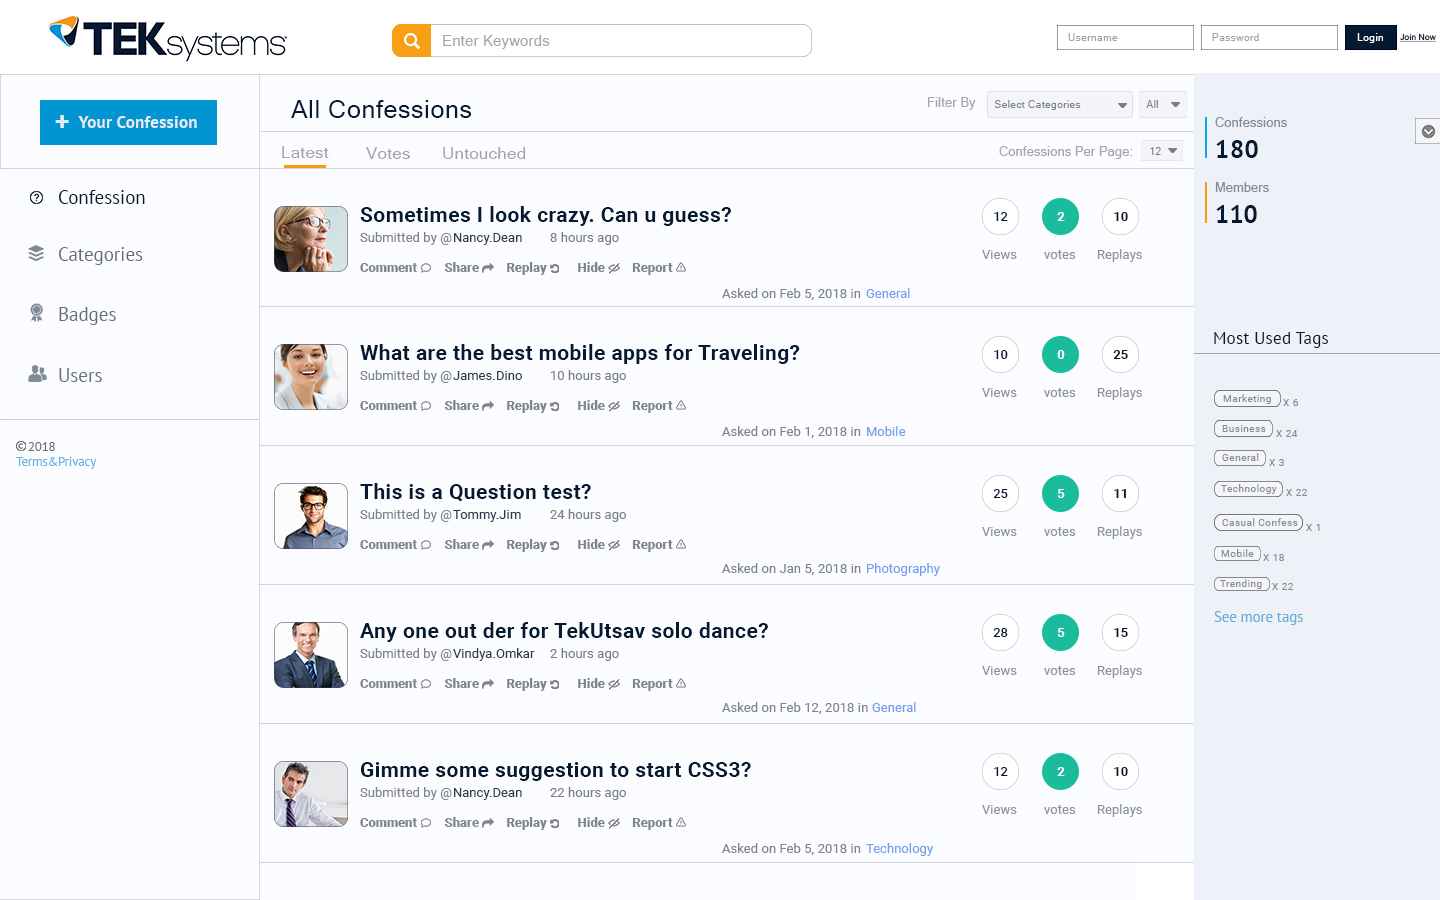 TEKsystems
Enter Keywords
Username
Password
Login
Join Now
+ Your Confession
Confession
Categories
Badges
Users
©2018
Terms&Privacy
All Confessions
Filter By
Select Categories
All
Latest
Votes
Untouched
Confessions Per Page:
12
Sometimes I look crazy. Can u guess?
Submitted by @Nancy.Dean 8 hours ago
Comment Share Replay Hide Report
Asked on Feb 5, 2018 in General
12 2 10
Views votes Replays
What are the best mobile apps for Traveling?
Submitted by @James.Dino 10 hours ago
Comment Share Replay Hide Report
Asked on Feb 1, 2018 in Mobile
10 0 25
Views votes Replays
This is a Question test?
Submitted by @Tommy.Jim 24 hours ago
Comment Share Replay Hide Report
Asked on Jan 5, 2018 in Photography
25 5 11
Views votes Replays
Any one out der for TekUtsav solo dance?
Submitted by @Vindya.Omkar 2 hours ago
Comment Share Replay Hide Report
Asked on Feb 12, 2018 in General
28 5 15
Views votes Replays
Gimme some suggestion to start CSS3?
Submitted by @Nancy.Dean 22 hours ago
Comment Share Replay Hide Report
Asked on Feb 5, 2018 in Technology
12 2 10
Views votes Replays
Confessions
180
Members
110
Most Used Tags
Marketing X 6
Business X 24
General X 3
Technology X 22
Casual Confess X 1
Mobile X 18
Trending X 22
See more tags